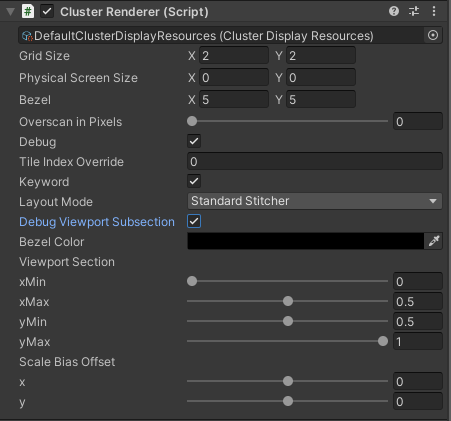 Cluster Renderer (Script)
DefaultClusterDisplayResources (Cluster Display Resources)
Grid Size X 2 Y 2
Physical Screen Size X 0 Y 0
Bezel X 5 Y 5
Overscan in Pixels 0
Debug
Tile Index Override 0
Keyword
Layout Mode Standard Stitcher
Debug Viewport Subsection
Bezel Color
Viewport Section
xMin 0
xMax 0.5
yMin 0.5
yMax 1
Scale Bias Offset
x 0
y 0